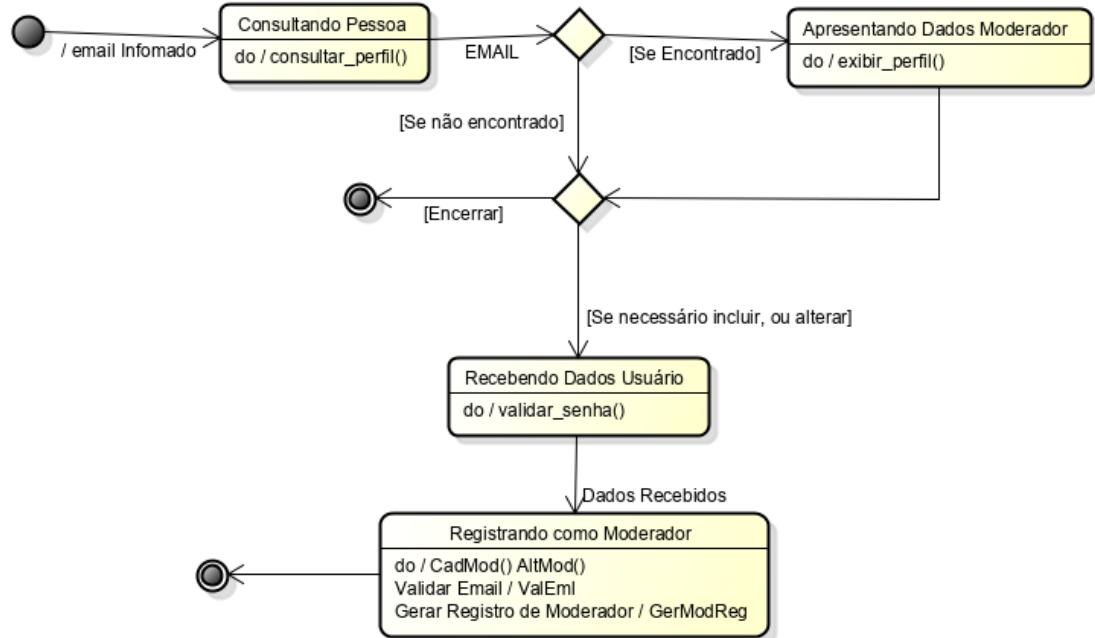 Consultando Pessoa
do / consultar_perfil()
/ email Infomado
EMAIL
[Se Encontrado]
Apresentando Dados Moderador
do / exibir_perfil()
[Se não encontrado]
[Encerrar]
[Se necessário incluir, ou alterar]
Recebendo Dados Usuário
do / validar_senha()
Dados Recebidos
Registrando como Moderador
do / CadMod() AltMod()
Validar Email / ValEml
Gerar Registro de Moderador / GerModReg